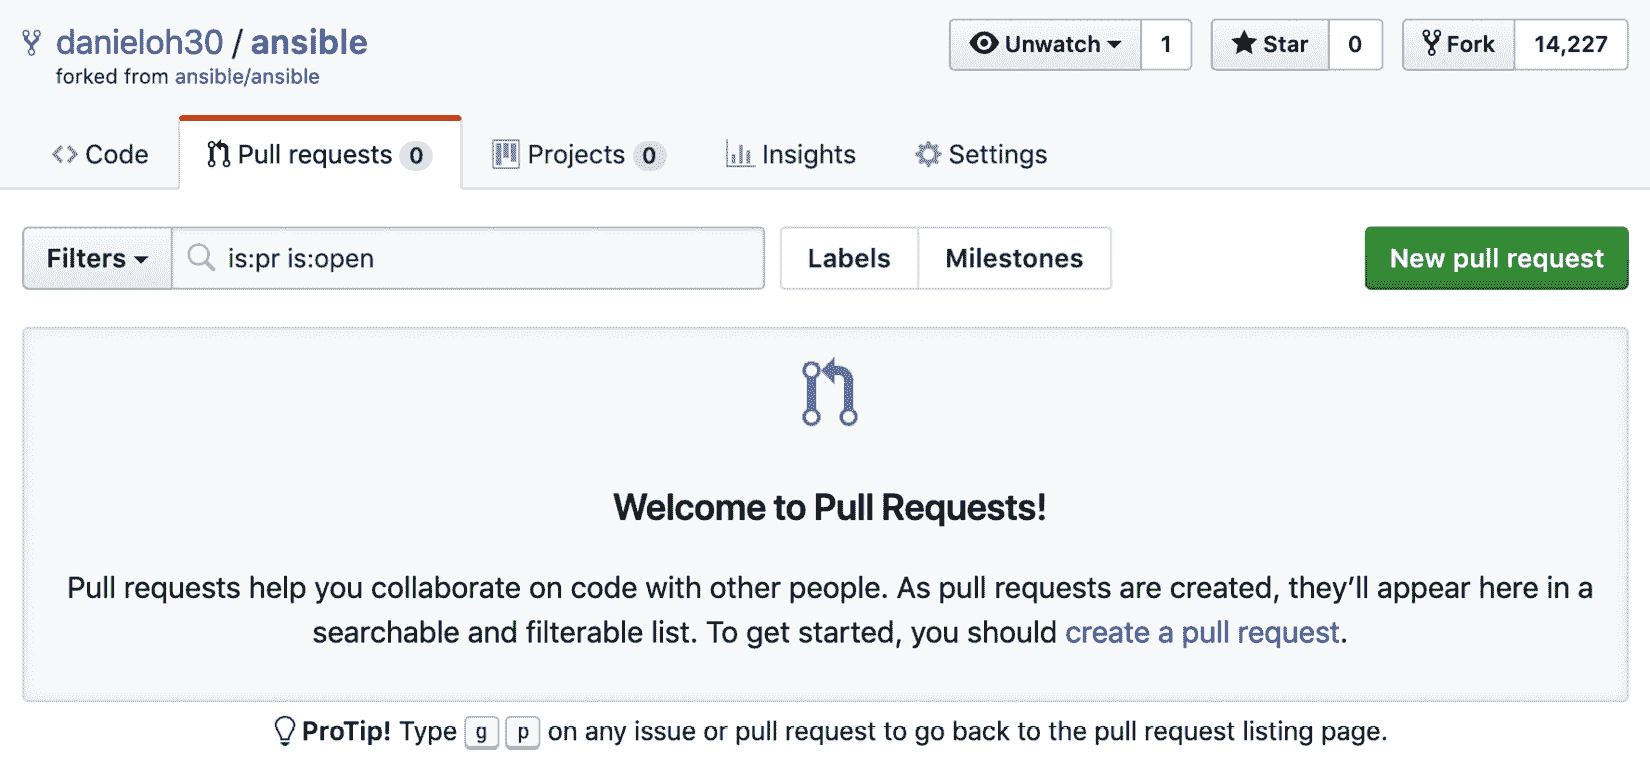 danieloh30 / ansible
Unwatch 1 Star 0 Fork 14,227
forked from ansible/ansible
Code Pull requests 0 Projects 0 Insights Settings
Filters is:pr is:open Labels Milestones New pull request
Welcome to Pull Requests!
Pull requests help you collaborate on code with other people. As pull requests are created, they’ll appear here in a
searchable and filterable list. To get started, you should create a pull request.
ProTip! Type g p on any issue or pull request to go back to the pull request listing page.